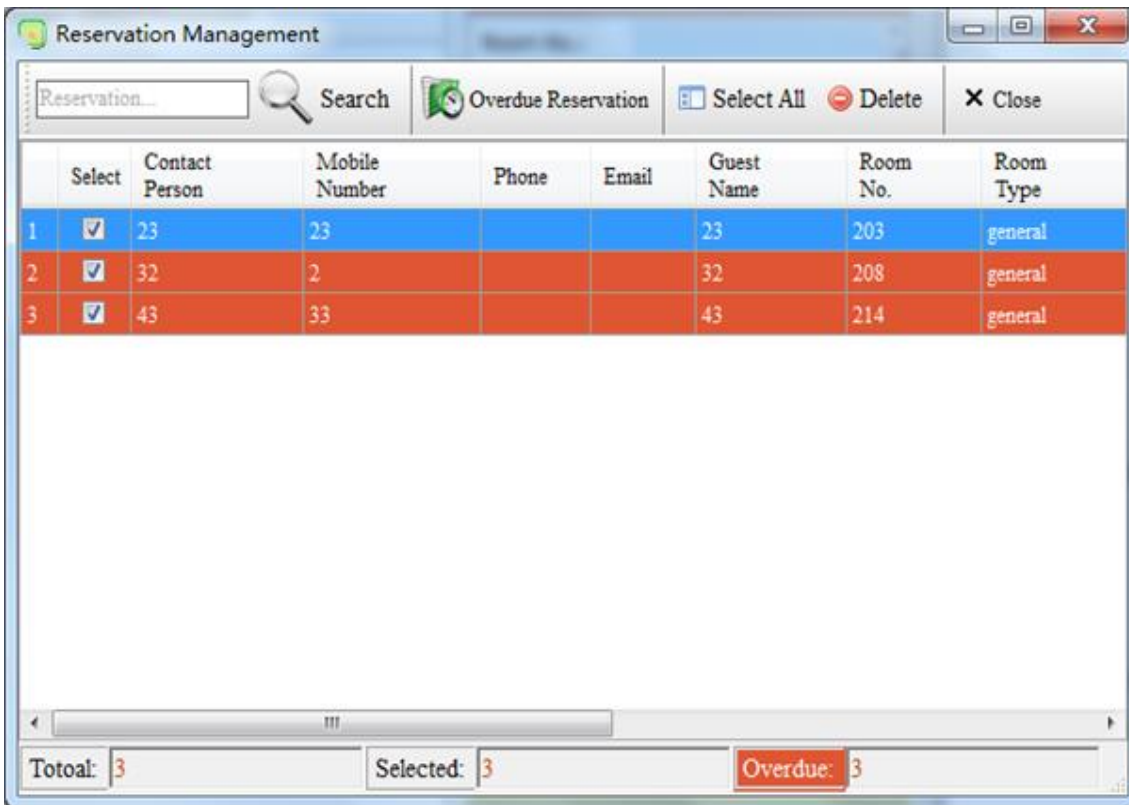 Reservation Management
Reservation... Search Overdue Reservation Select All Delete X Close
Select Contact Person Mobile Number Phone Email Guest Name Room No. Room Type
1 23 23 23 203 general
2 32 2 32 208 general
3 43 33 43 214 general
Totoal: 3 Selected: 3 Overdue: 3